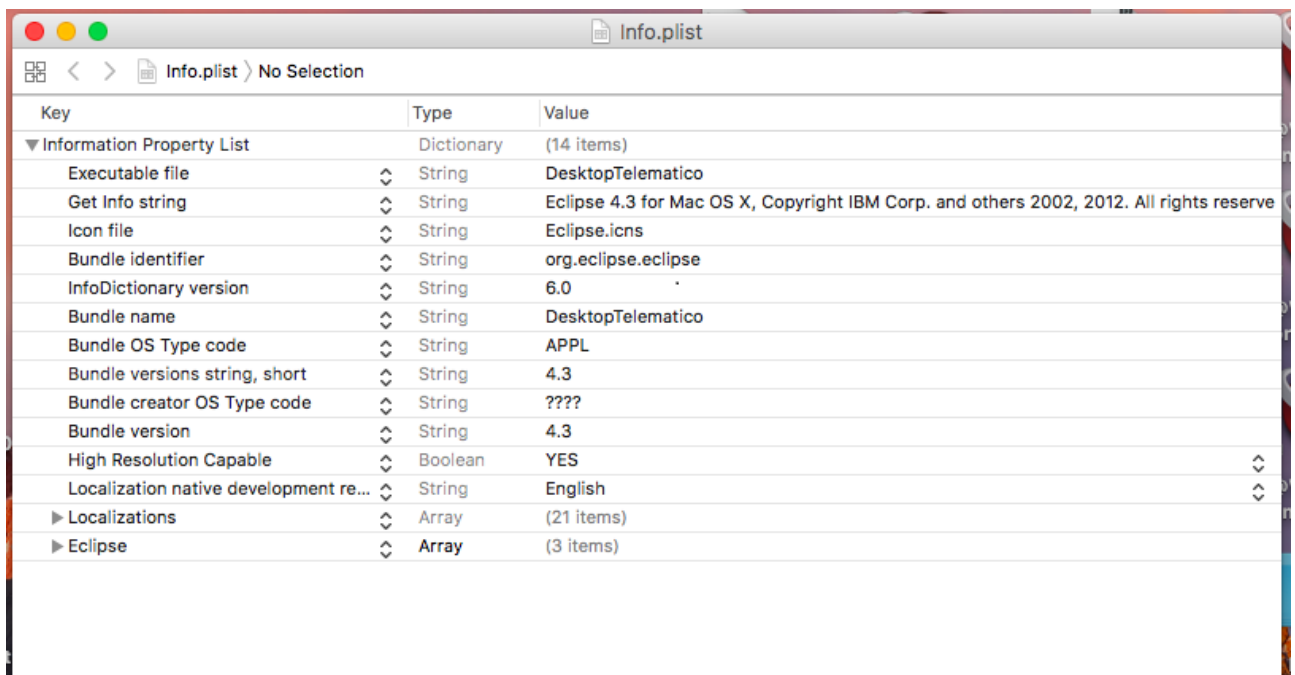 Info.plist
Info.plist No Selection
Key Type Value
Information Property List Dictionary (14 items)
Executable file String DesktopTelematico
Get Info string String Eclipse 4.3 for Mac OS X, Copyright IBM Corp. and others 2002, 2012. All rights reserve
Icon file String Eclipse.icns
Bundle identifier String org.eclipse.eclipse
InfoDictionary version String 6.0
Bundle name String DesktopTelematico
Bundle OS Type code String APPL
Bundle versions string, short String 4.3
Bundle creator OS Type code String ????
Bundle version String 4.3
High Resolution Capable Boolean YES
Localization native development re... String English
Localizations Array (21 items)
Eclipse Array (3 items)